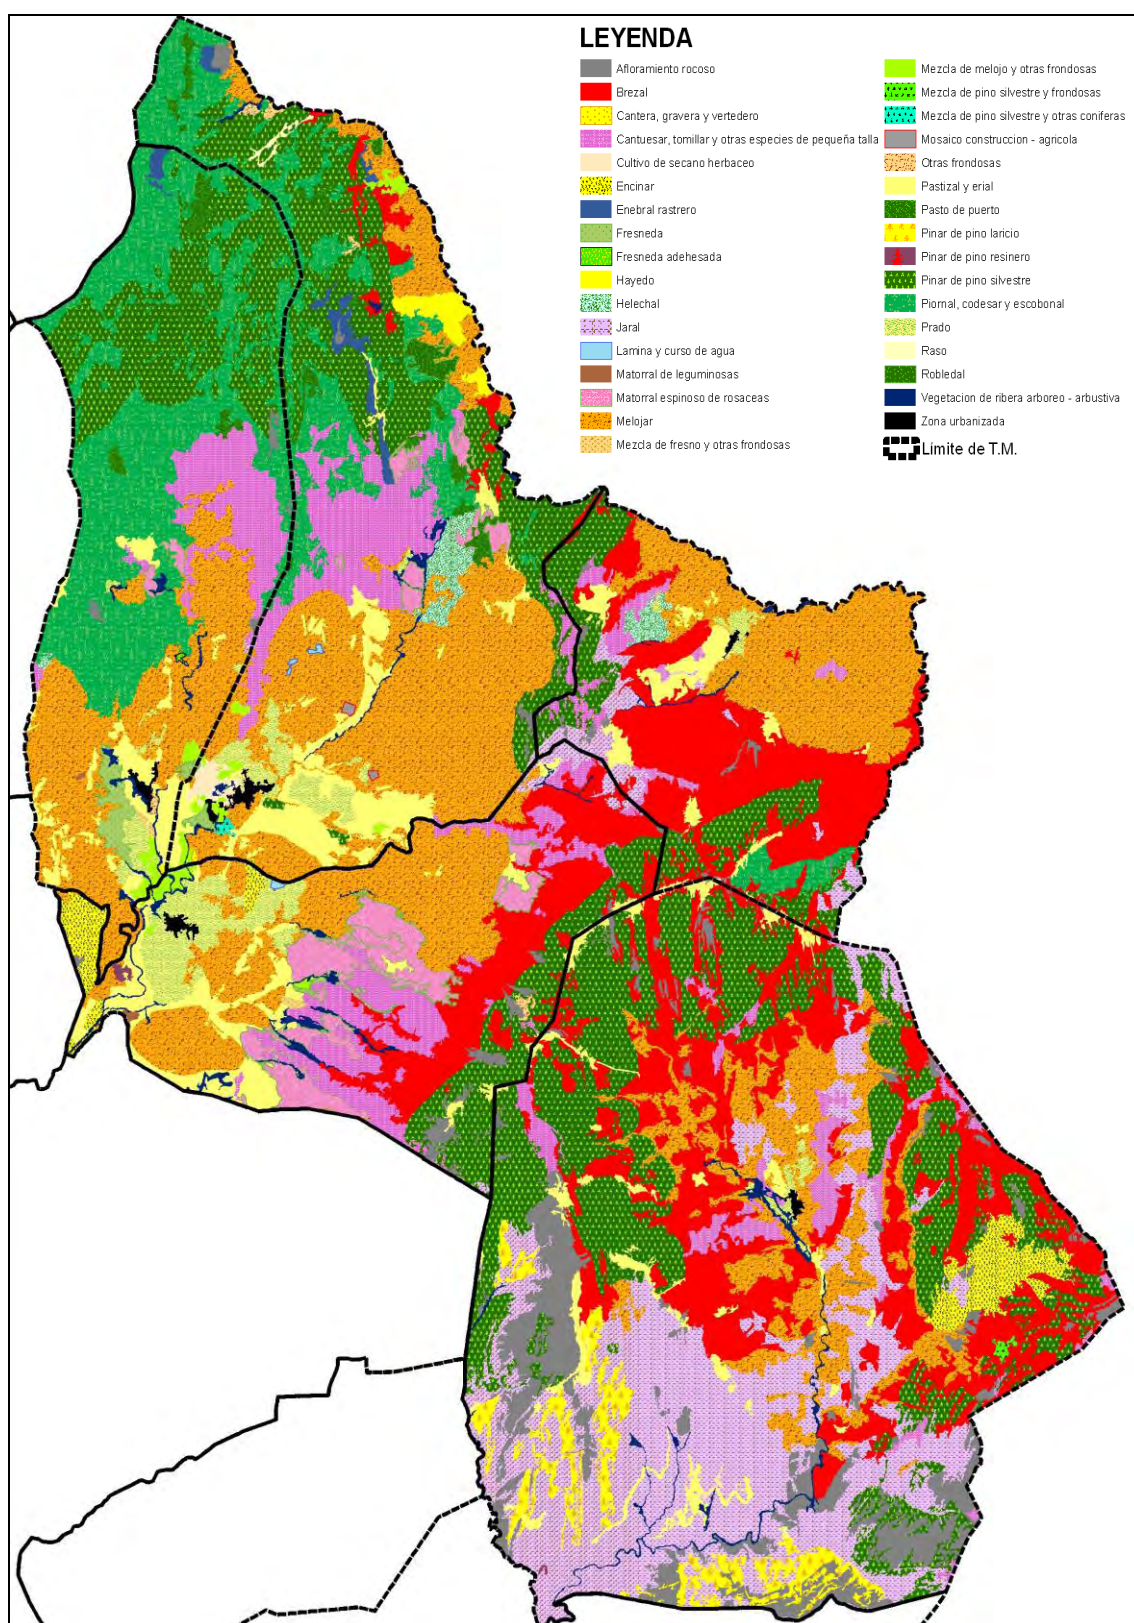 LEYENDA
Afloramiento rocoso
Brezal
Cantera, gravera y vertedero
Cantuesar, tomillar y otras especies de pequeña talla
Cultivo de secano herbaceo
Encinar
Enebral rastrero
Fresneda
Fresneda adehesada
Hayedo
Helechal
Jaral
Lamina y curso de agua
Matorral de leguminosas
Matorral espinoso de rosaceas
Melojar
Mezcla de fresno y otras frondosas
Mezcla de melojo y otras frondosas
Mezcla de pino silvestre y frondosas
Mezcla de pino silvestre y otras coniferas
Mosaico construccion - agricola
Otras frondosas
Pastizal y erial
Pasto de puerto
Pinar de pino laricio
Pinar de pino resinero
Pinar de pino silvestre
Piornal, codesar y escobonal
Prado
Raso
Robledal
Vegetacion de ribera arboreo - arbustiva
Zona urbanizada
Límite de T.M.